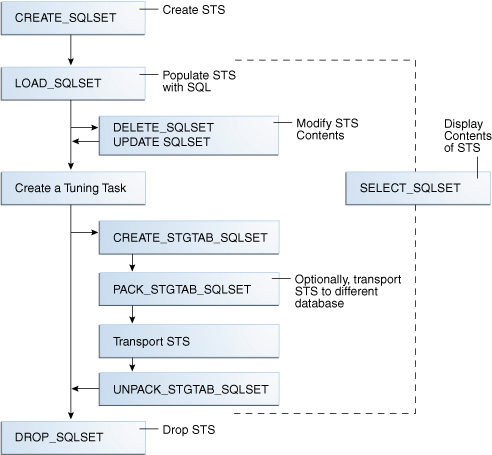 CREATE_SQLSET
Create STS
LOAD_SQLSET
Populate STS
with SQL
DELETE_SQLSET
UPDATE SQLSET
Modify STS
Contents
Display
Contents
of STS
Create a Tuning Task
SELECT_SQLSET
CREATE_STGTAB_SQLSET
PACK_STGTAB_SQLSET
Optionally, transport
STS to different
database
Transport STS
UNPACK_STGTAB_SQLSET
DROP_SQLSET
Drop STS